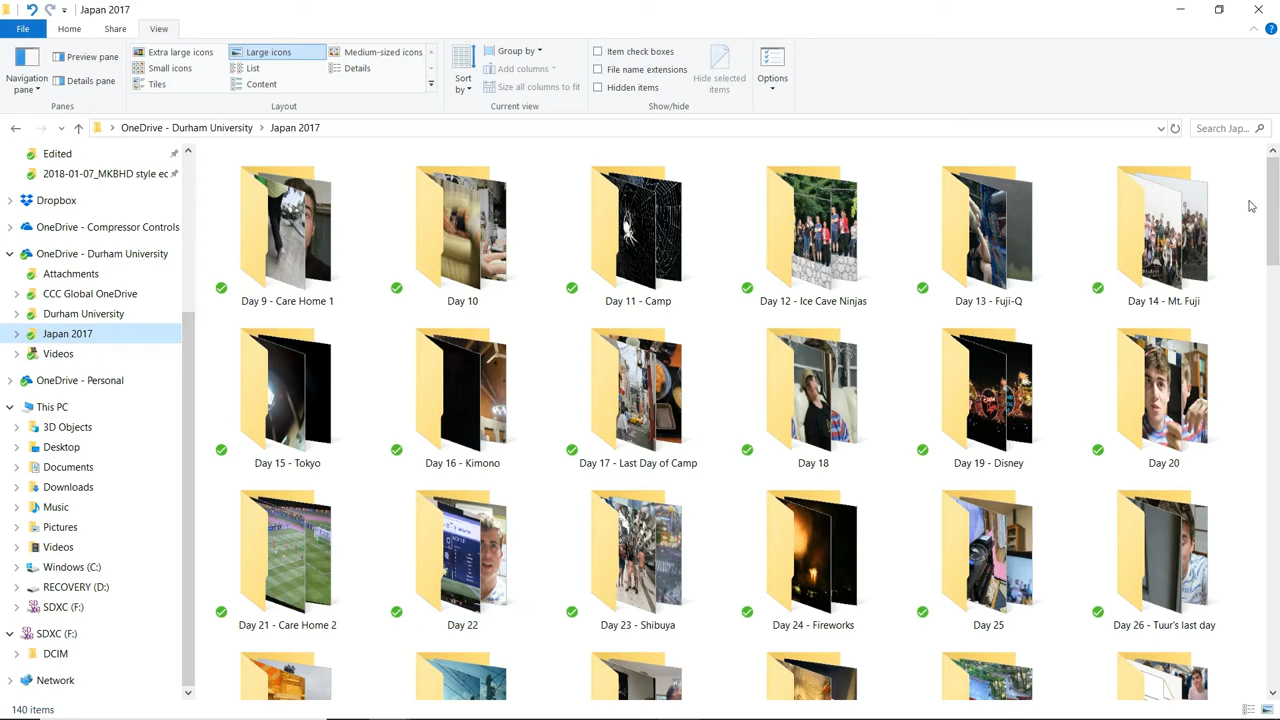 Japan 2017
File
Home
Share
View
Navigation pane
Preview pane
Details pane
Panes
Extra large icons
Large icons
Medium-sized icons
Small icons
List
Details
Tiles
Content
Layout
Sort by
Group by
Add columns
Size all columns to fit
Current view
Item check boxes
File name extensions
Hidden items
Hide selected items
Show/hide
Options
OneDrive - Durham University
Japan 2017
Search Jap...
Edited
2018-01-07_MKBHD style ec
Dropbox
OneDrive - Compressor Controls
OneDrive - Durham University
Attachments
CCC Global OneDrive
Durham University
Japan 2017
Videos
OneDrive - Personal
This PC
3D Objects
Desktop
Documents
Downloads
Music
Pictures
Videos
Windows (C:)
RECOVERY (D:)
SDXC (F:)
SDXC (F:)
DCIM
Network
Day 9 - Care Home 1
Day 10
Day 11 - Camp
Day 12 - Ice Cave Ninjas
Day 13 - Fuji-Q
Day 14 - Mt. Fuji
Day 15 - Tokyo
Day 16 - Kimono
Day 17 - Last Day of Camp
Day 18
Day 19 - Disney
Day 20
Day 21 - Care Home 2
Day 22
Day 23 - Shibuya
Day 24 - Fireworks
Day 25
Day 26 - Tuur's last day
140 items